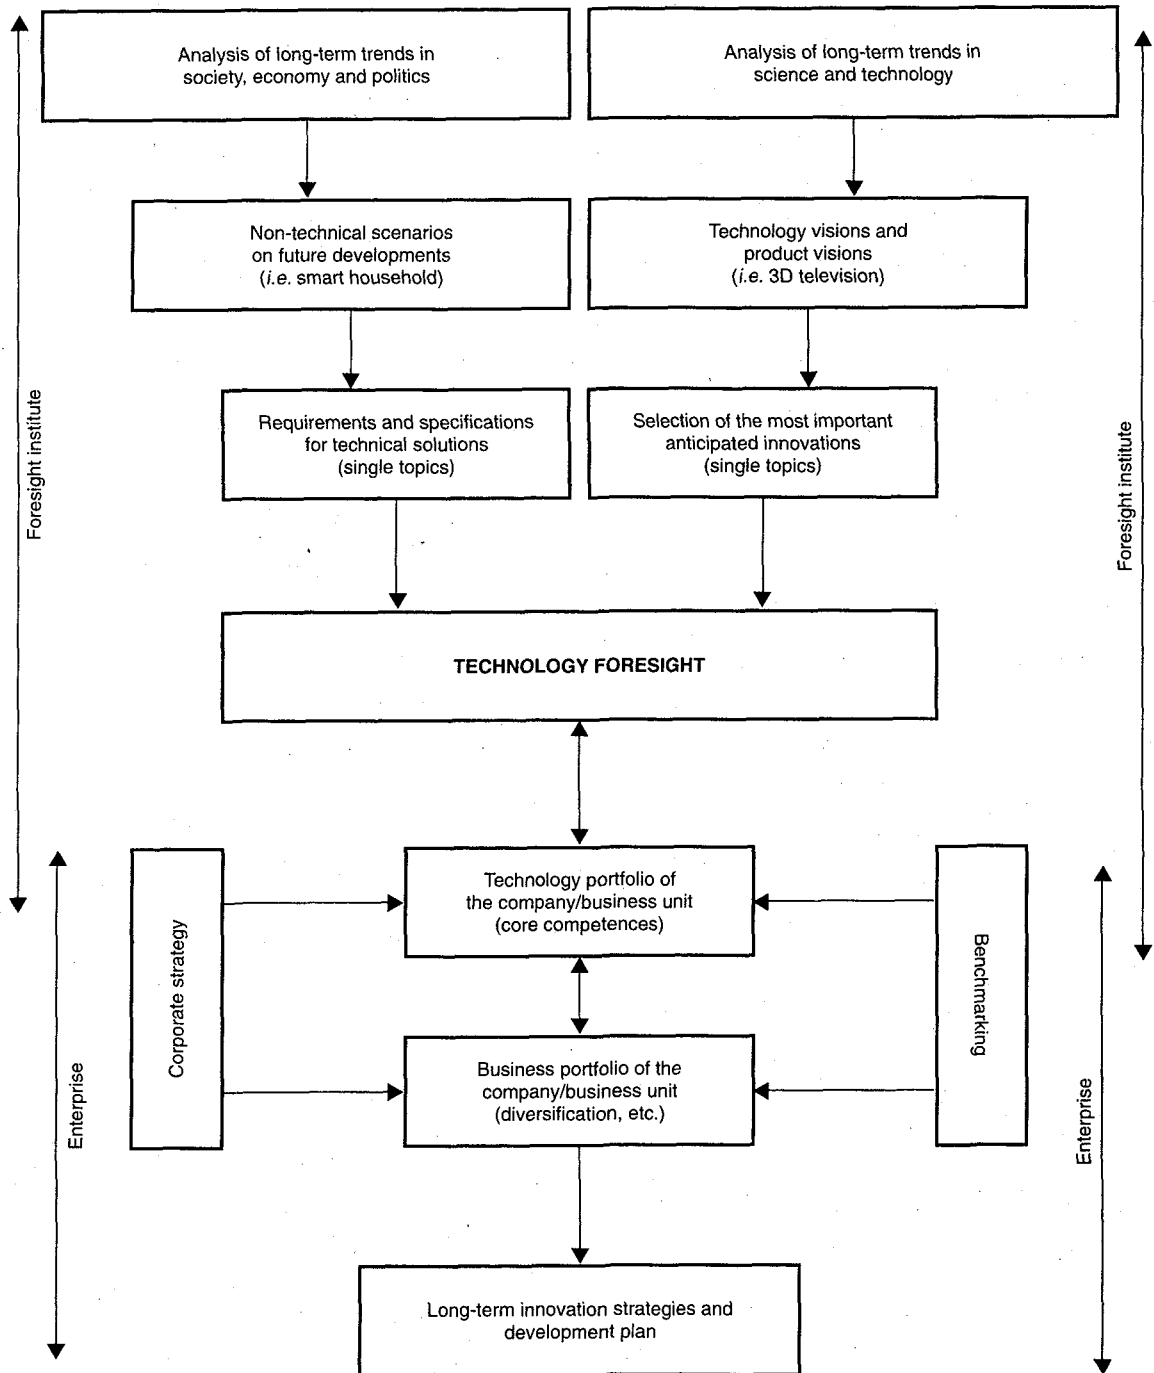 Analysis of long-term trends in
society, economy and politics
Analysis of long-term trends in
science and technology
Non-technical scenarios
on future developments
(i.e. smart household)
Technology visions and
product visions
(i.e. 3D television)
Foresight institute
Requirements and specifications
for technical solutions
(single topics)
Selection of the most important
anticipated innovations
(single topics)
Foresight institute
TECHNOLOGY FORESIGHT
Corporate strategy
Technology portfolio of
the company/business unit
(core competences)
Benchmarking
Enterprise
Business portfolio of the
company/business unit
(diversification, etc.)
Enterprise
Long-term innovation strategies and
development plan